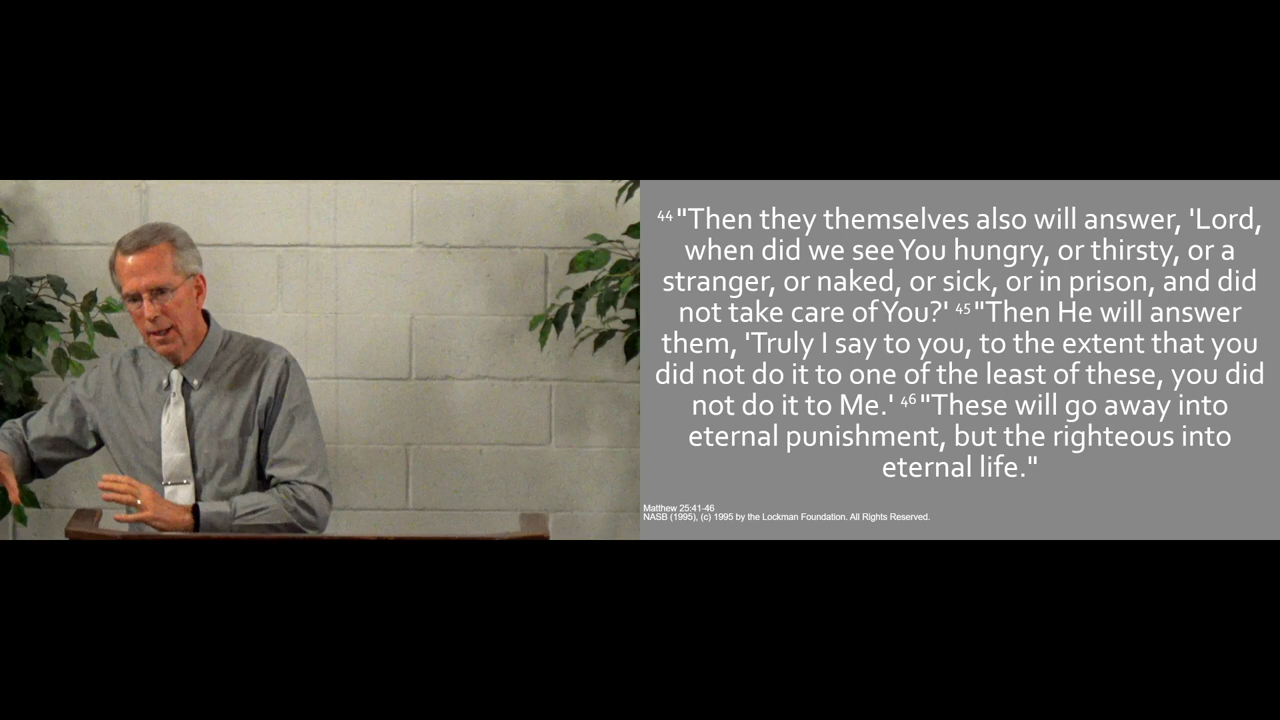 44 "Then they themselves also will answer, 'Lord,
when did we see You hungry, or thirsty, or a
stranger, or naked, or sick, or in prison, and did
not take care of You?' 45 "Then He will answer
them, 'Truly I say to you, to the extent that you
did not do it to one of the least of these, you did
not do it to Me.' 46 "These will go away into
eternal punishment, but the righteous into
eternal life."
Matthew 25:41-46
NASB (1995), (c) 1995 by the Lockman Foundation. All Rights Reserved.